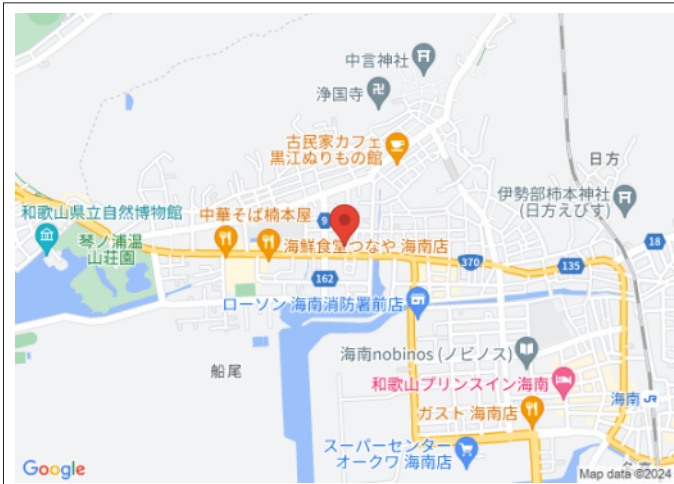 中言神社
浄国寺
古民家カフェ
黒江ぬりもの館
日方
伊勢部柿本神社
(日方えびす)
和歌山県立自然博物館
琴ノ浦温
山荘園
中華そば楠本屋
9
海鮮食堂つなや 海南店
18
370
135
162
ローソン 海南消防署前店
海南nobinos (ノビノス)
船尾
和歌山プリンスイン海南
海南 JR
ガスト 海南店
スーパーセンター
オークワ 海南店
Google
Map data ©2024